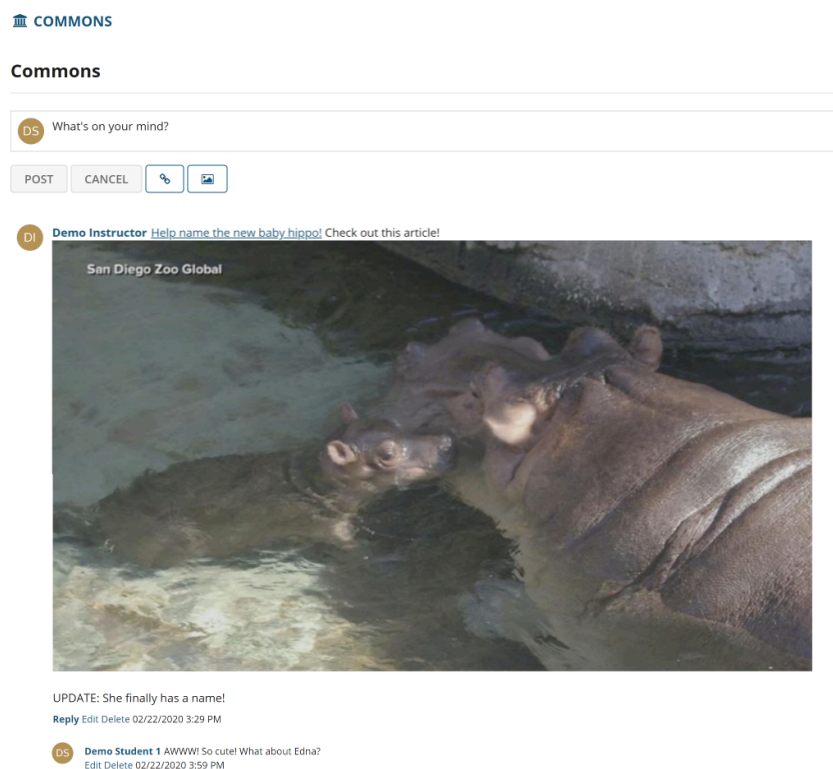 COMMONS
Commons
DS
What's on your mind?
POST CANCEL
DI
Demo Instructor Help name the new baby hippo! Check out this article!
San Diego Zoo Global
UPDATE: She finally has a name!
Reply Edit Delete 02/22/2020 3:29 PM
DS
Demo Student 1 AWWW! So cute! What about Edna?
Edit Delete 02/22/2020 3:59 PM